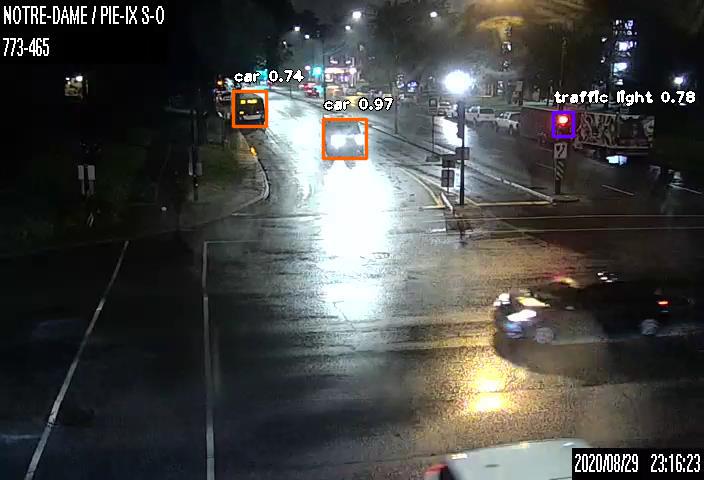 NOTRE-DAME / PIE-IX S-O
773-465
car 0.74
car 0.97
traffic light 0.78
2020/08/29 23:16:23